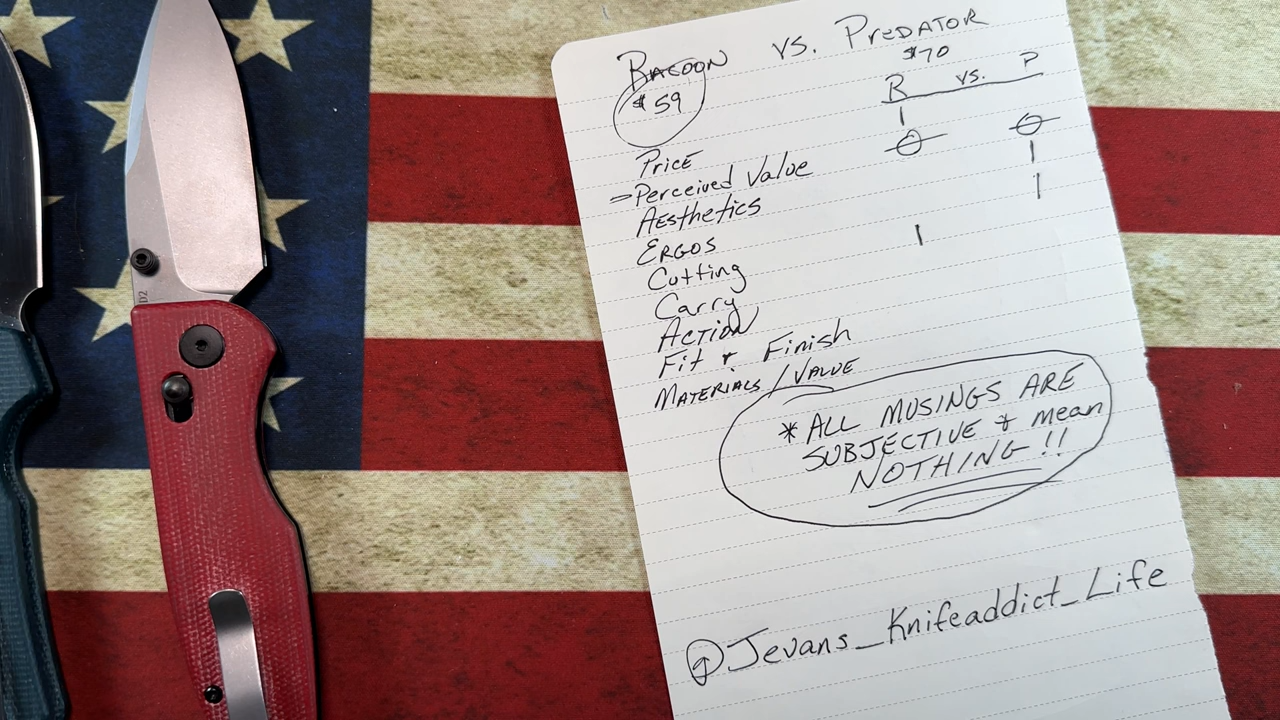 BACOON vs. PREDATOR
$59
$70
B vs. P
Price
= Perceived Value
Aesthetics
ERGOS
Cutting
Carry
Action
Fit & Finish
Materials / Value
* ALL MUSINGS ARE
SUBJECTIVE & mean
NOTHING!!
@Jevans_Knifeaddict_Life
D2